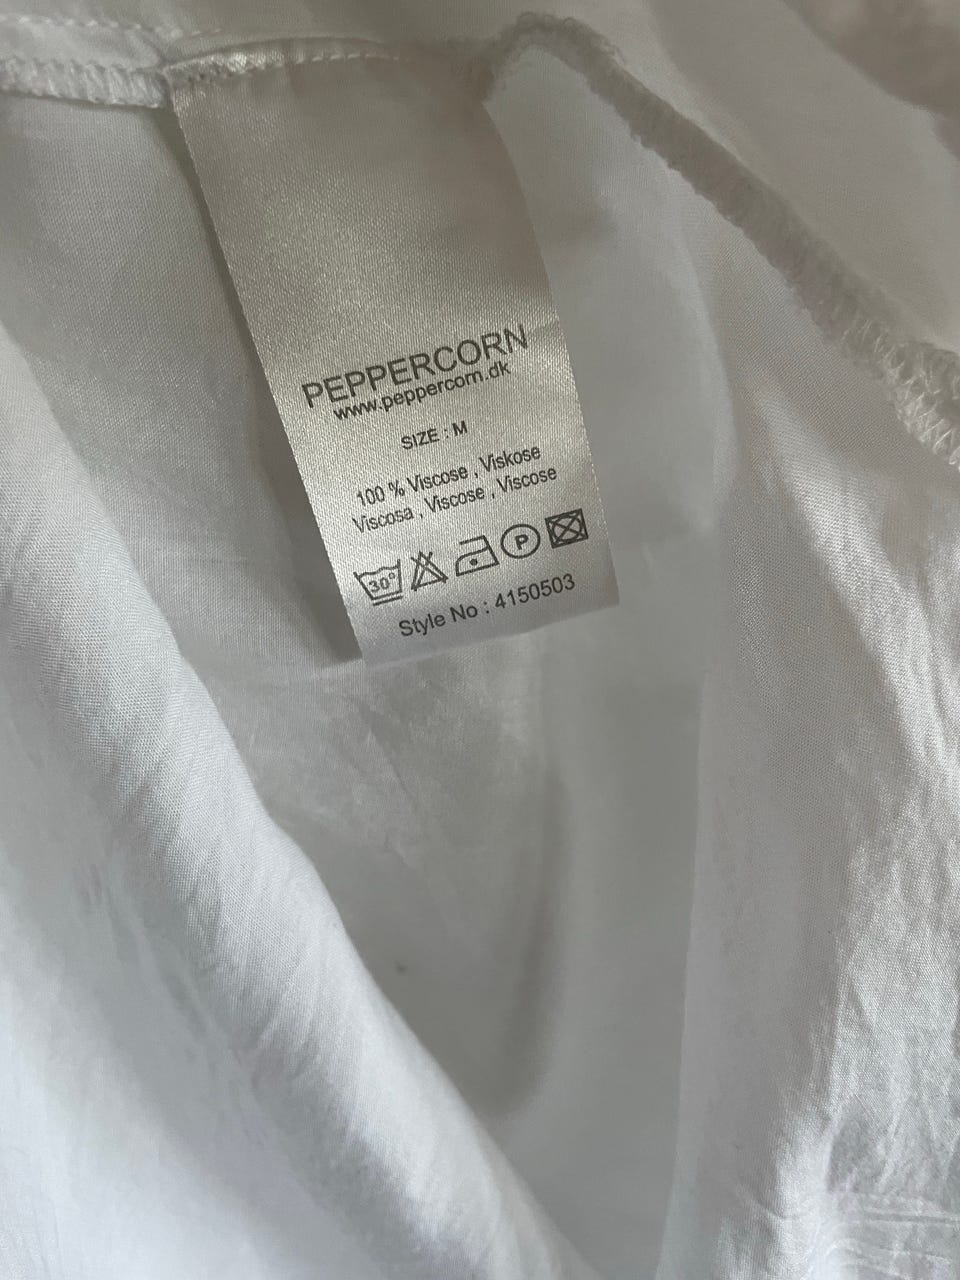 PEPPERCORN
www.peppercorn.dk
SIZE : M
100 % Viscose , Viskose
Viscosa , Viscose , Viscose
30° P
Style No : 4150503